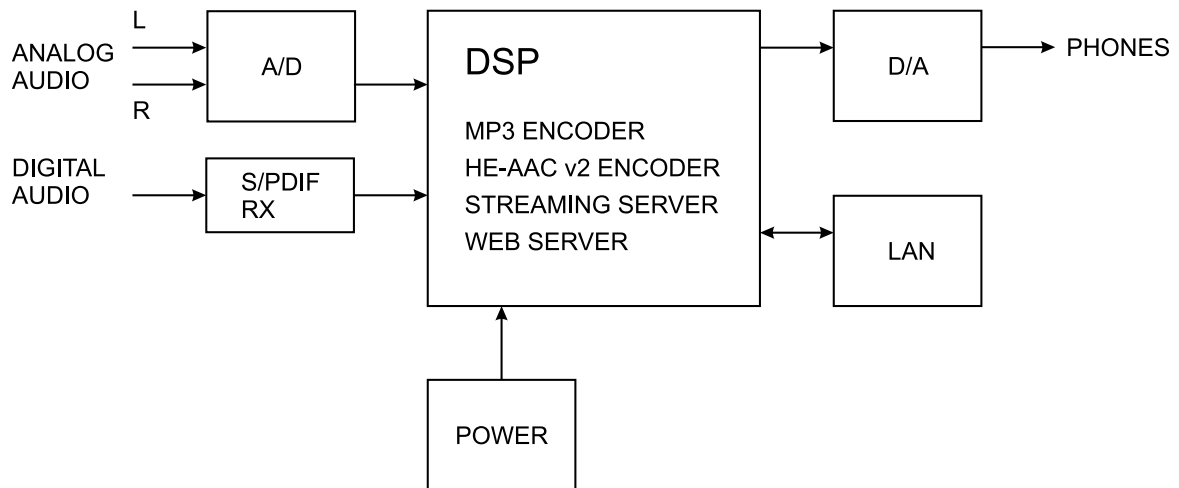 L
ANALOG
AUDIO
R
A/D
DIGITAL
AUDIO
S/PDIF
RX
DSP
MP3 ENCODER
HE-AAC v2 ENCODER
STREAMING SERVER
WEB SERVER
D/A
PHONES
LAN
POWER